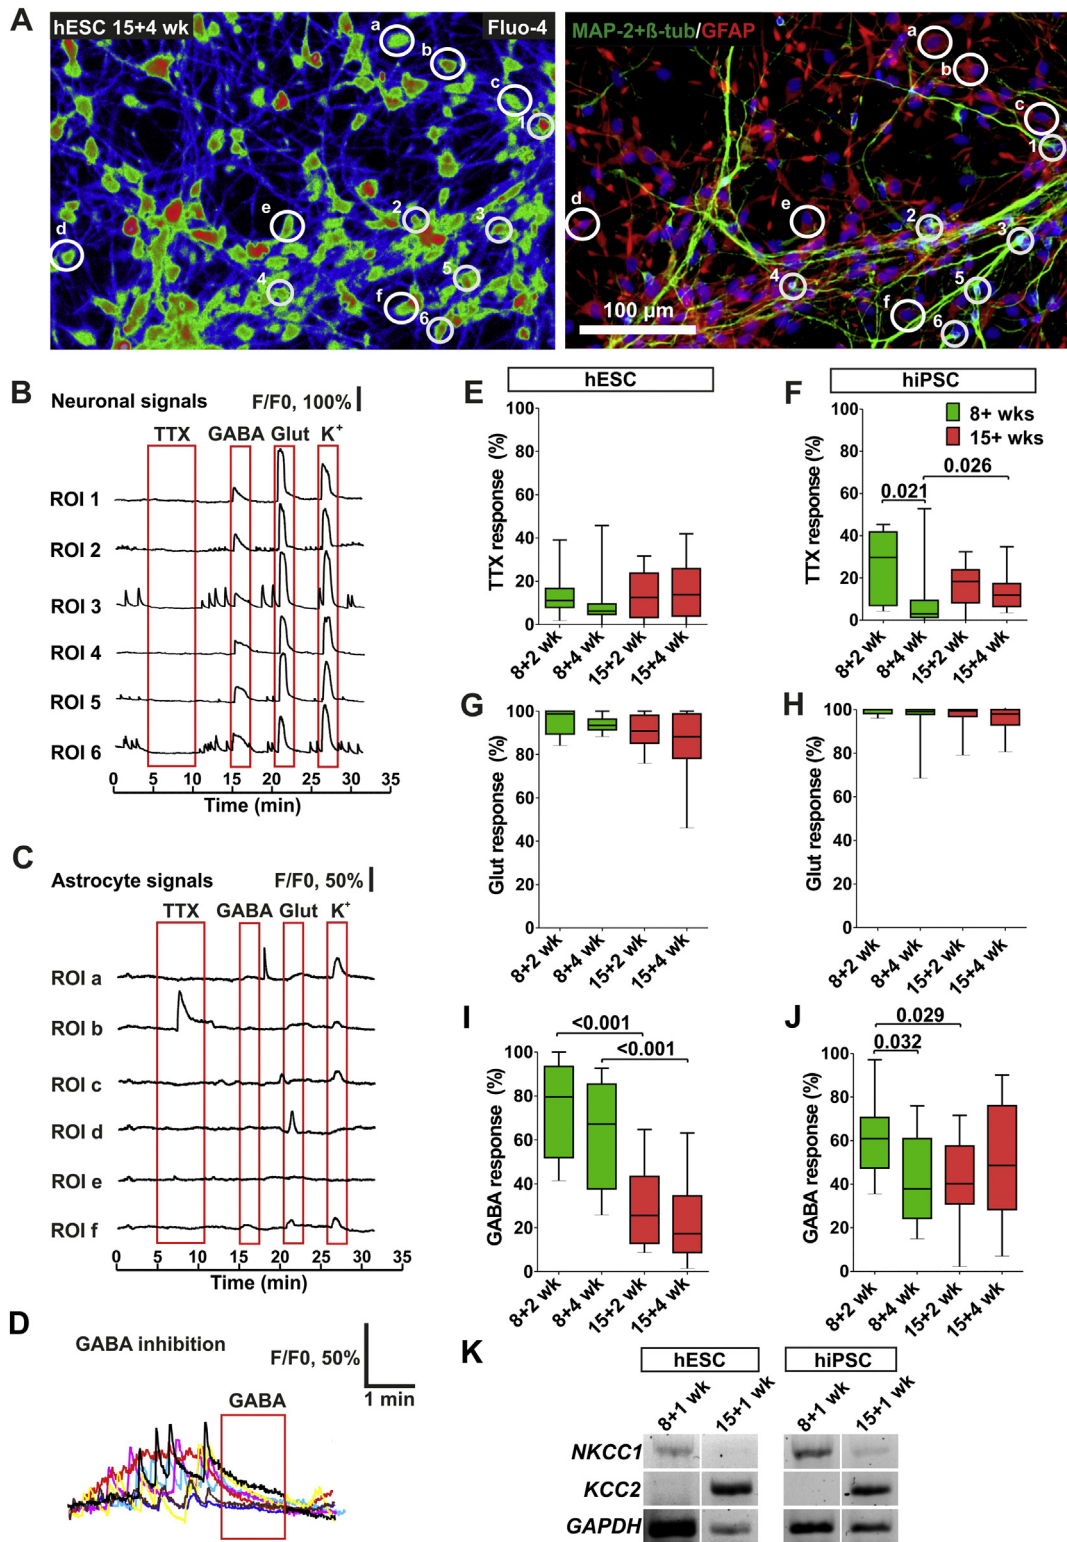 A
hESC 15+4 wk
Fluo-4
a
b
c
1
d
e
2
3
4
5
f
6
MAP-2+ß-tub/GFAP
a
b
c
1
d
e
2
3
4
5
f
6
100 µm
B
Neuronal signals
F/F0, 100%
TTX GABA Glut K+
ROI 1
ROI 2
ROI 3
ROI 4
ROI 5
ROI 6
0 5 10 15 20 25 30 35
Time (min)
C
Astrocyte signals
F/F0, 50%
TTX GABA Glut K+
ROI a
ROI b
ROI c
ROI d
ROI e
ROI f
0 5 10 15 20 25 30 35
Time (min)
D
GABA inhibition
F/F0, 50%
1 min
GABA
E
hESC
TTX response (%)
100
80
60
40
20
0
8+2 wk
8+4 wk
15+2 wk
15+4 wk
F
hiPSC
8+ wks
15+ wks
0.026
0.021
TTX response (%)
100
80
60
40
20
0
8+2 wk
8+4 wk
15+2 wk
15+4 wk
G
Glut response (%)
100
80
60
40
20
0
8+2 wk
8+4 wk
15+2 wk
15+4 wk
H
Glut response (%)
100
80
60
40
20
0
8+2 wk
8+4 wk
15+2 wk
15+4 wk
I
<0.001
<0.001
GABA response (%)
100
80
60
40
20
0
8+2 wk
8+4 wk
15+2 wk
15+4 wk
J
0.029
0.032
GABA response (%)
100
80
60
40
20
0
8+2 wk
8+4 wk
15+2 wk
15+4 wk
K
hESC
hiPSC
8+1 wk
15+1 wk
8+1 wk
15+1 wk
NKCC1
KCC2
GAPDH